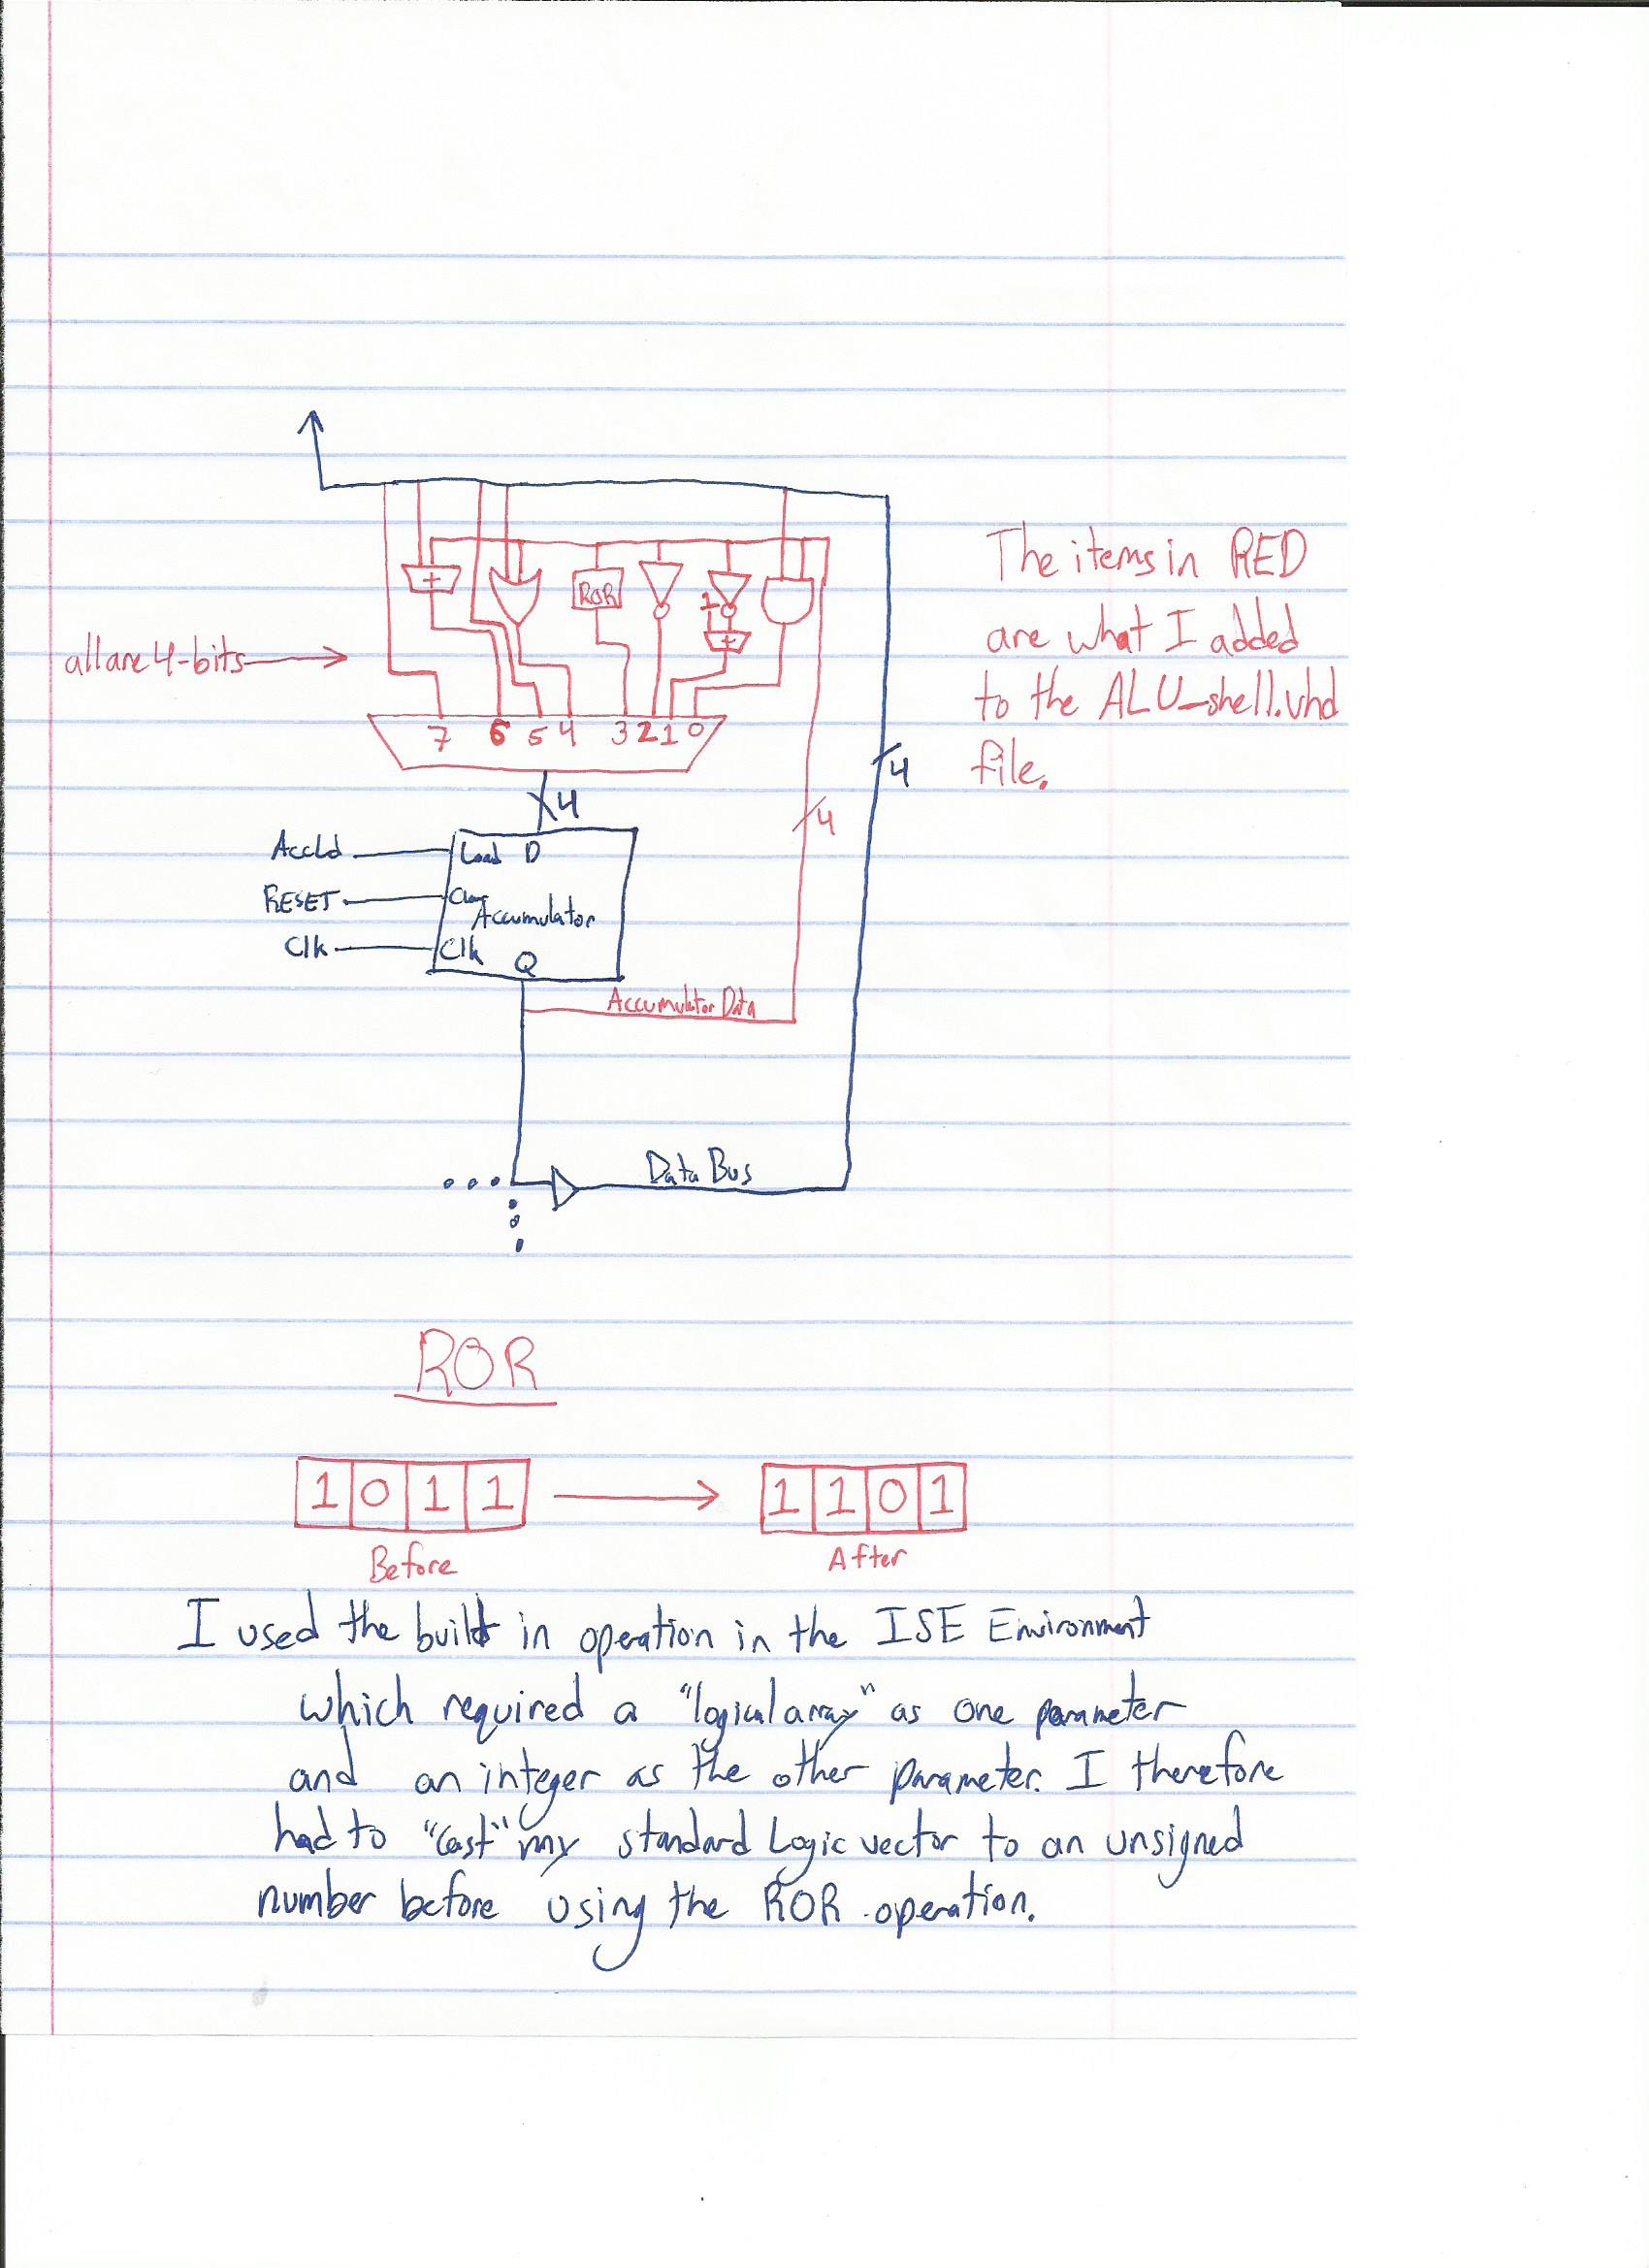 +
ROR
1
+
The items in RED
are what I added
to the ALU_shell.vhd
file.
all are 4-bits
7 6 5 4 3 2 1 0
4
4
4
Accld
Load D
RESET
Clr
Accumulator
Clk
Clk
Q
Accumulator Data
Data Bus
ROR
1 0 1 1
1 1 0 1
Before
After
I used the built in operation in the ISE Environment
which required a "logical array" as one parameter
and an integer as the other parameter. I therefore
had to "cast" my standard Logic vector to an unsigned
number before using the ROR operation.